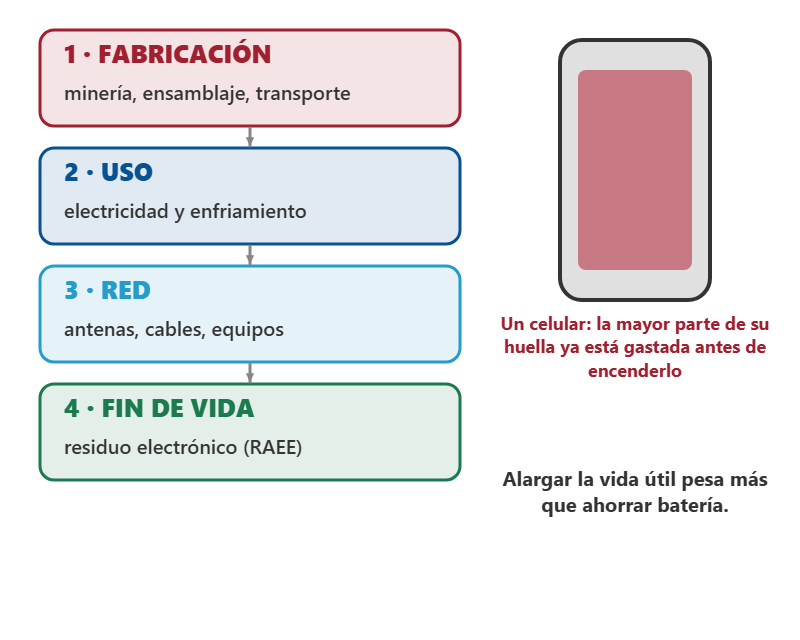 1 · FABRICACIÓN
minería, ensamblaje, transporte
2 · USO
electricidad y enfriamiento
3 · RED
antenas, cables, equipos
4 · FIN DE VIDA
residuo electrónico (RAEE)
Un celular: la mayor parte de su
huella ya está gastada antes de
encenderlo
Alargar la vida útil pesa más
que ahorrar batería.